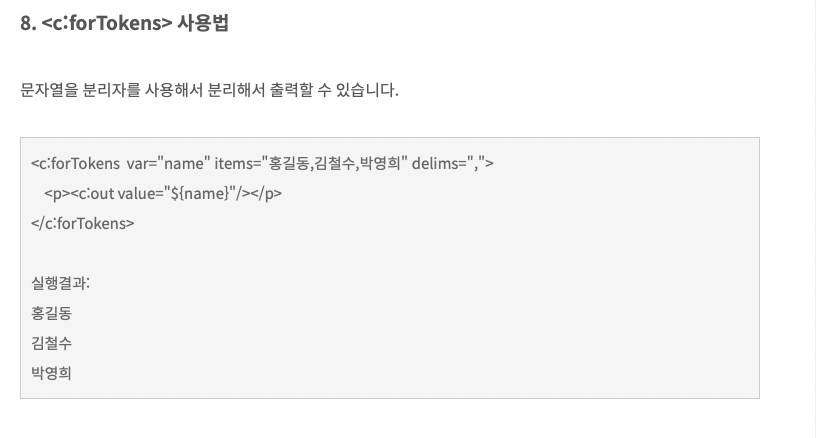 8. <c:forTokens> 사용법
문자열을 분리자를 사용해서 분리해서 출력할 수 있습니다.
<c:forTokens  var="name" items="홍길동,김철수,박영희" delims=",">
<p><c:out value="${name}"/></p>
</c:forTokens>
실행결과:
홍길동
김철수
박영희